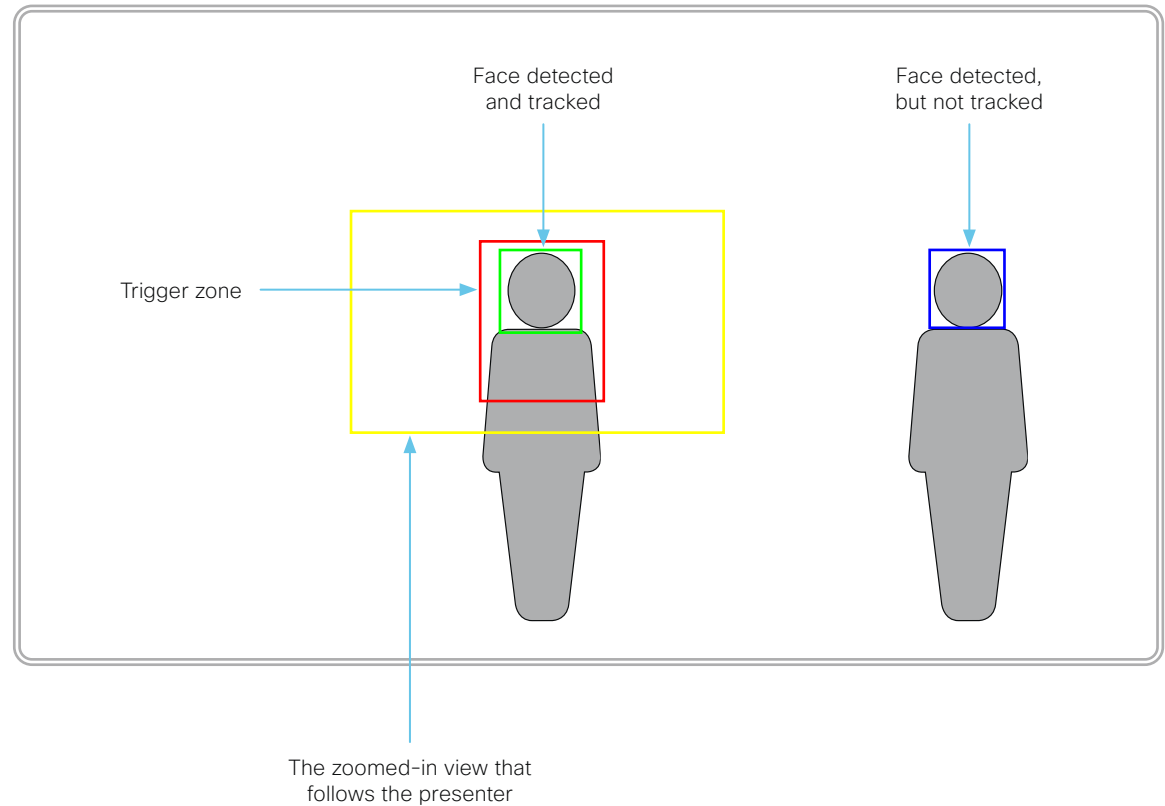 Face detected
and tracked
Face detected,
but not tracked
Trigger zone
The zoomed-in view that
follows the presenter